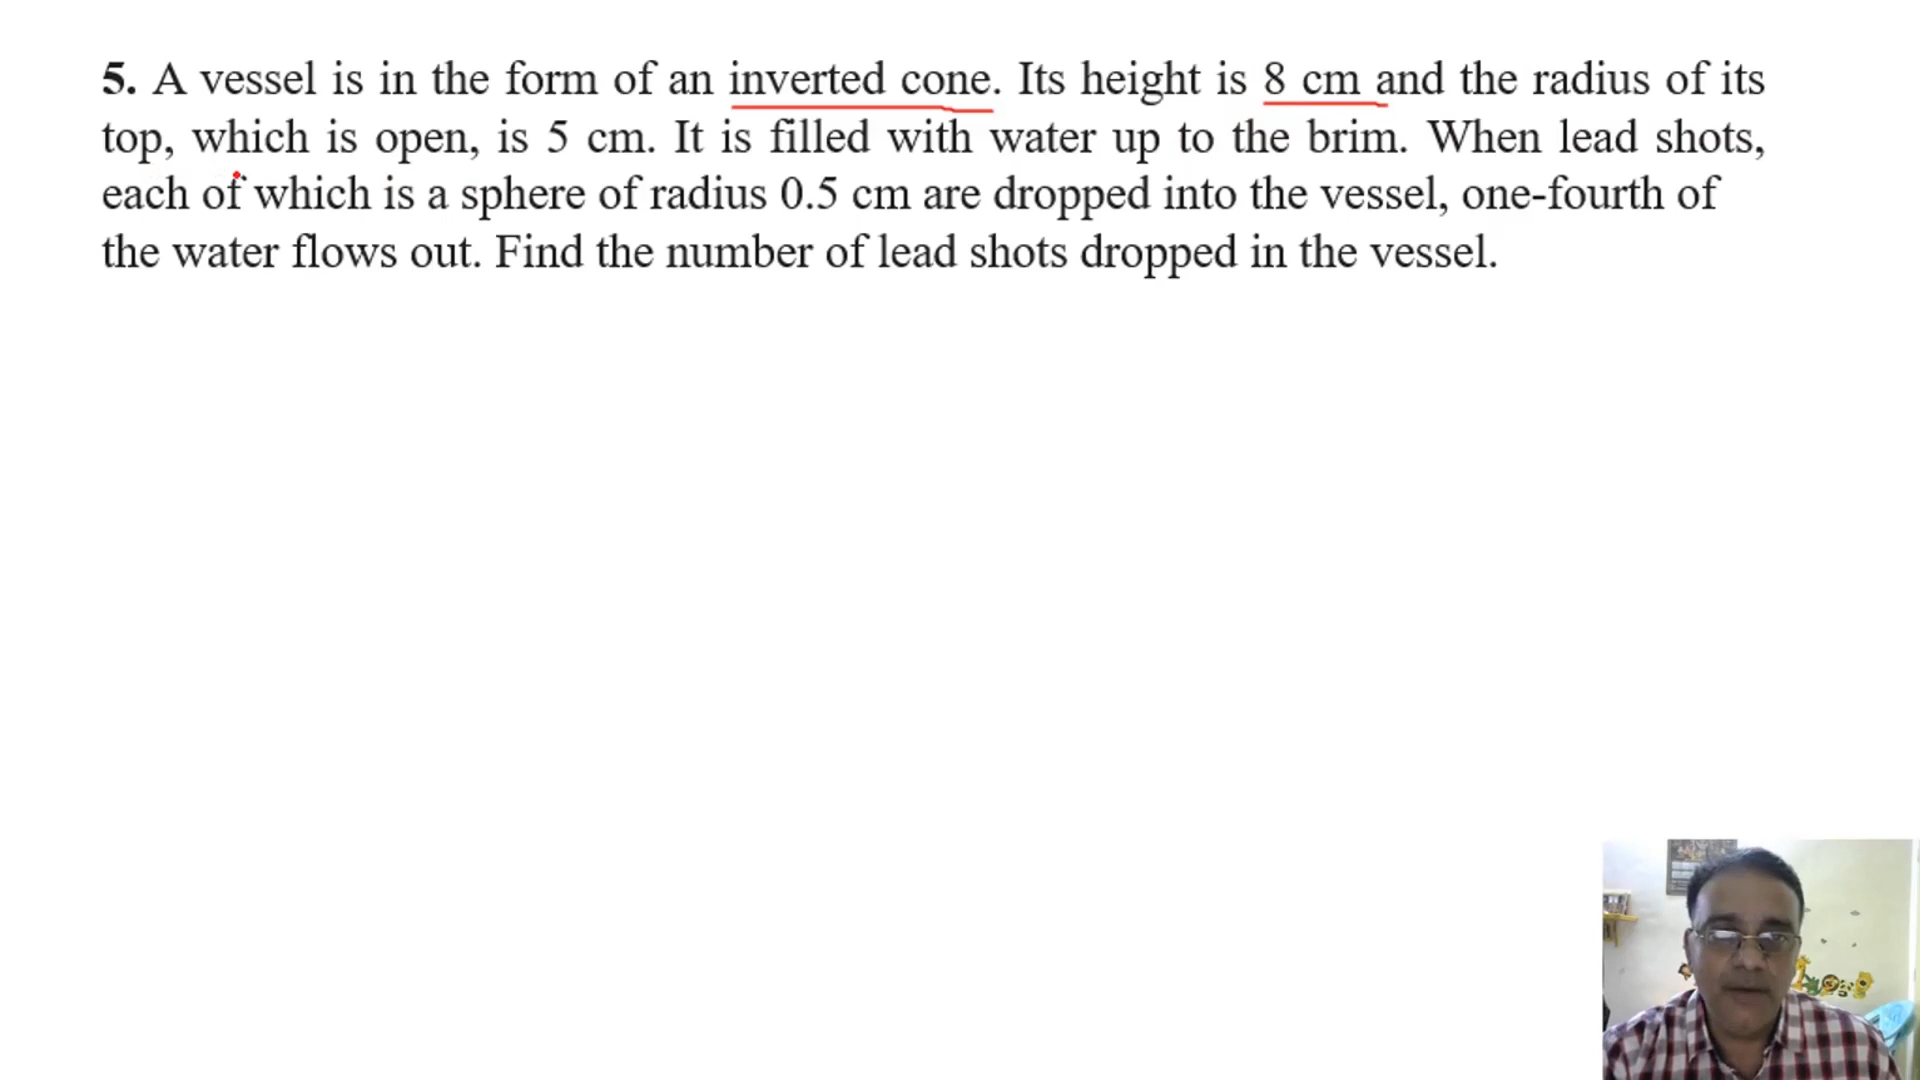 5. A vessel is in the form of an inverted cone. Its height is 8 cm and the radius of its
top, which is open, is 5 cm. It is filled with water up to the brim. When lead shots,
each of which is a sphere of radius 0.5 cm are dropped into the vessel, one-fourth of
the water flows out. Find the number of lead shots dropped in the vessel.